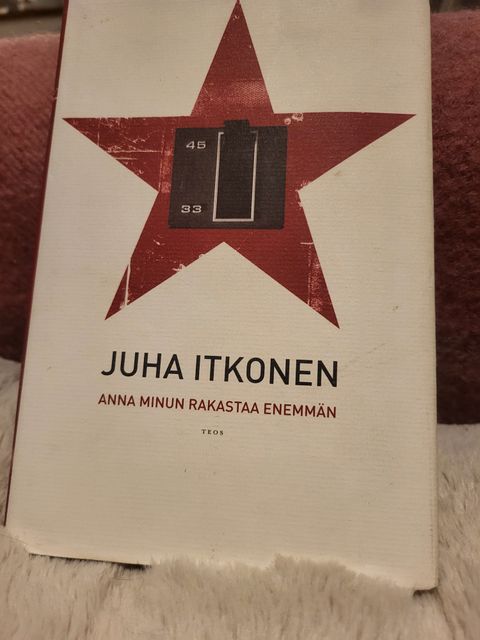 45
33
JUHA ITKONEN
ANNA MINUN RAKASTAA ENEMMÄN
TEOS